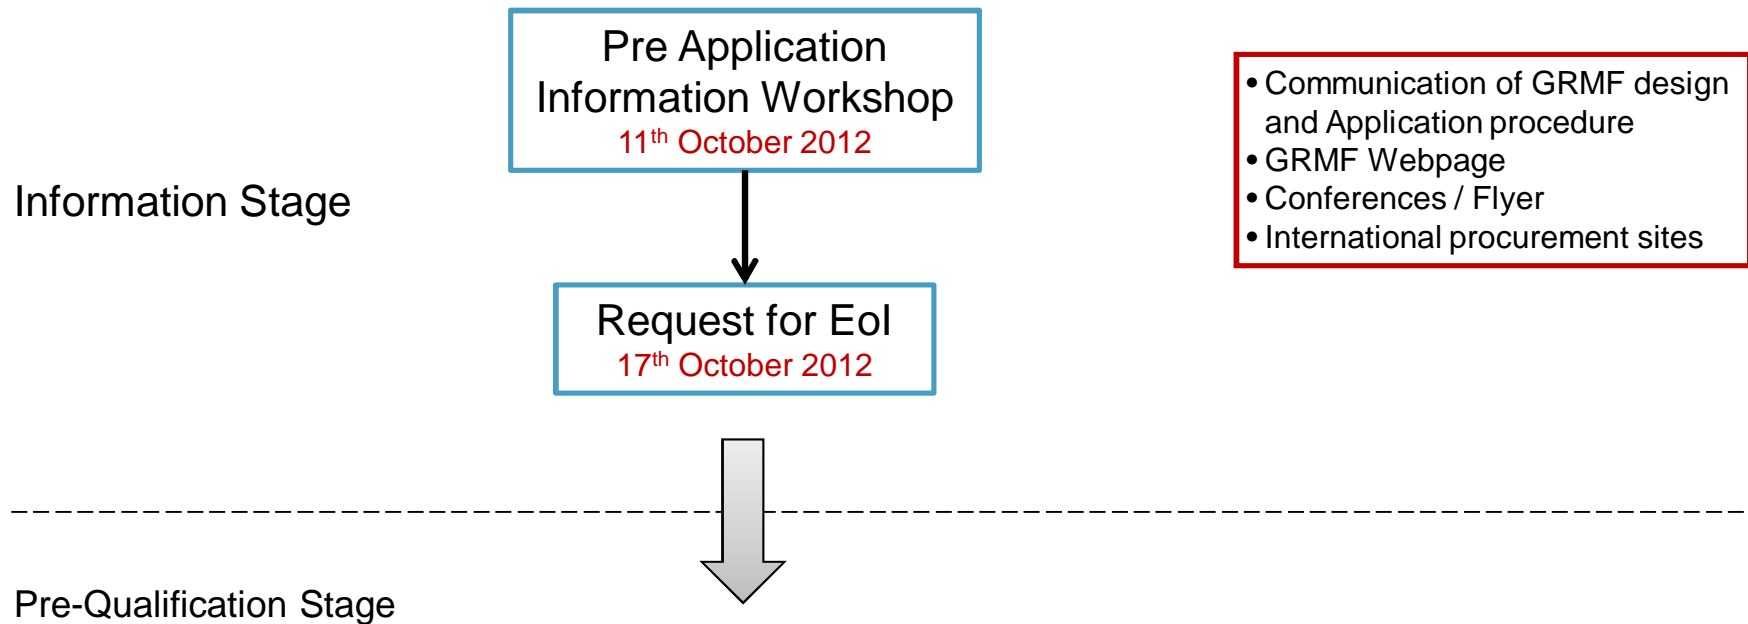 Pre Application
Information Workshop
11th October 2012
Information Stage
• Communication of GRMF design
and Application procedure
• GRMF Webpage
• Conferences / Flyer
• International procurement sites
Request for EoI
17th October 2012
Pre-Qualification Stage